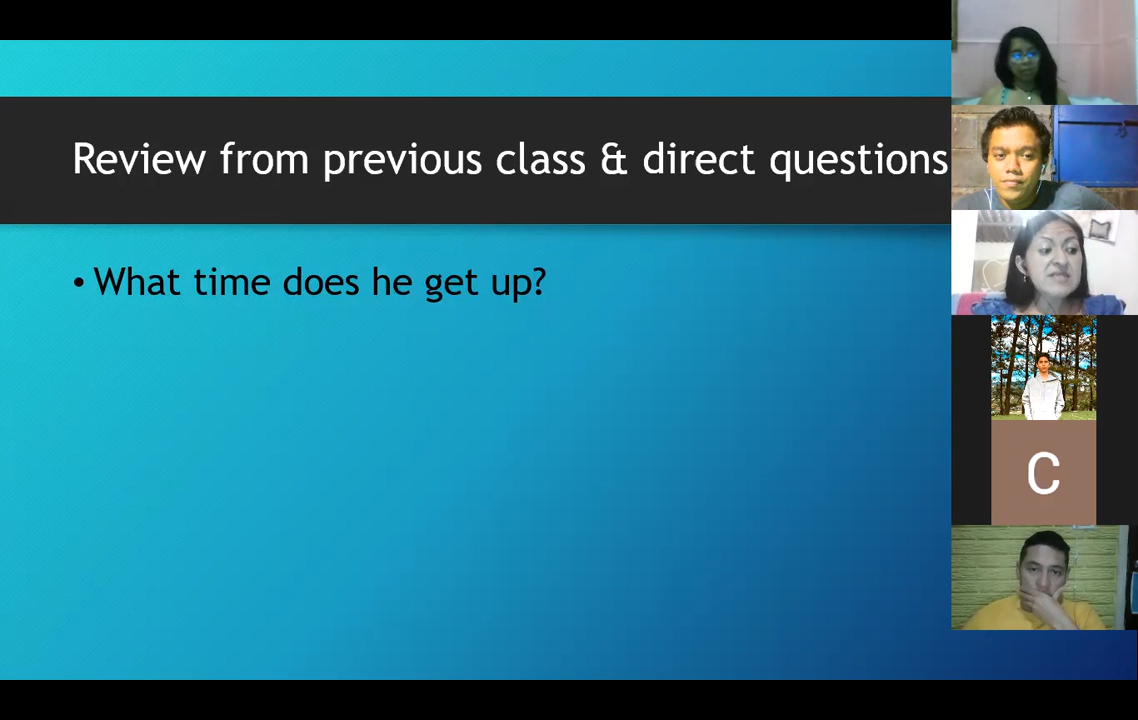 Review from previous class & direct questions
• What time does he get up?
C